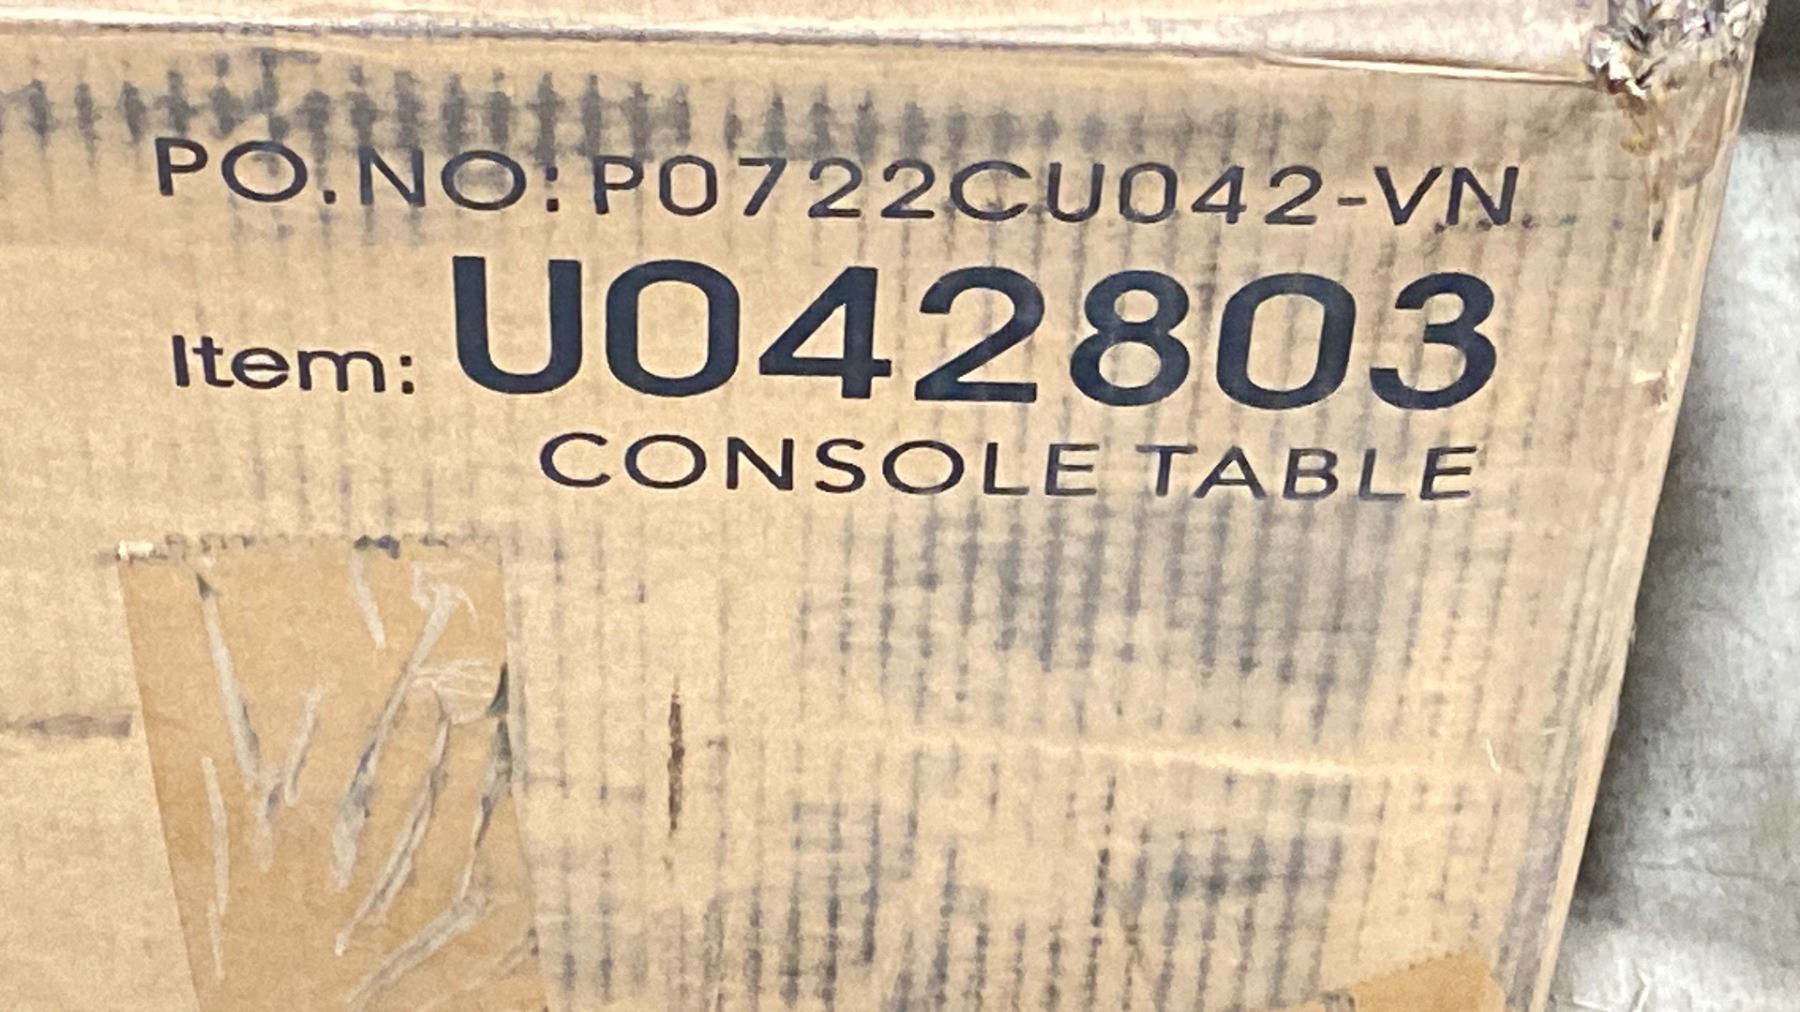 PO.NO: P0722CU042-VN
Item: U042803
CONSOLE TABLE